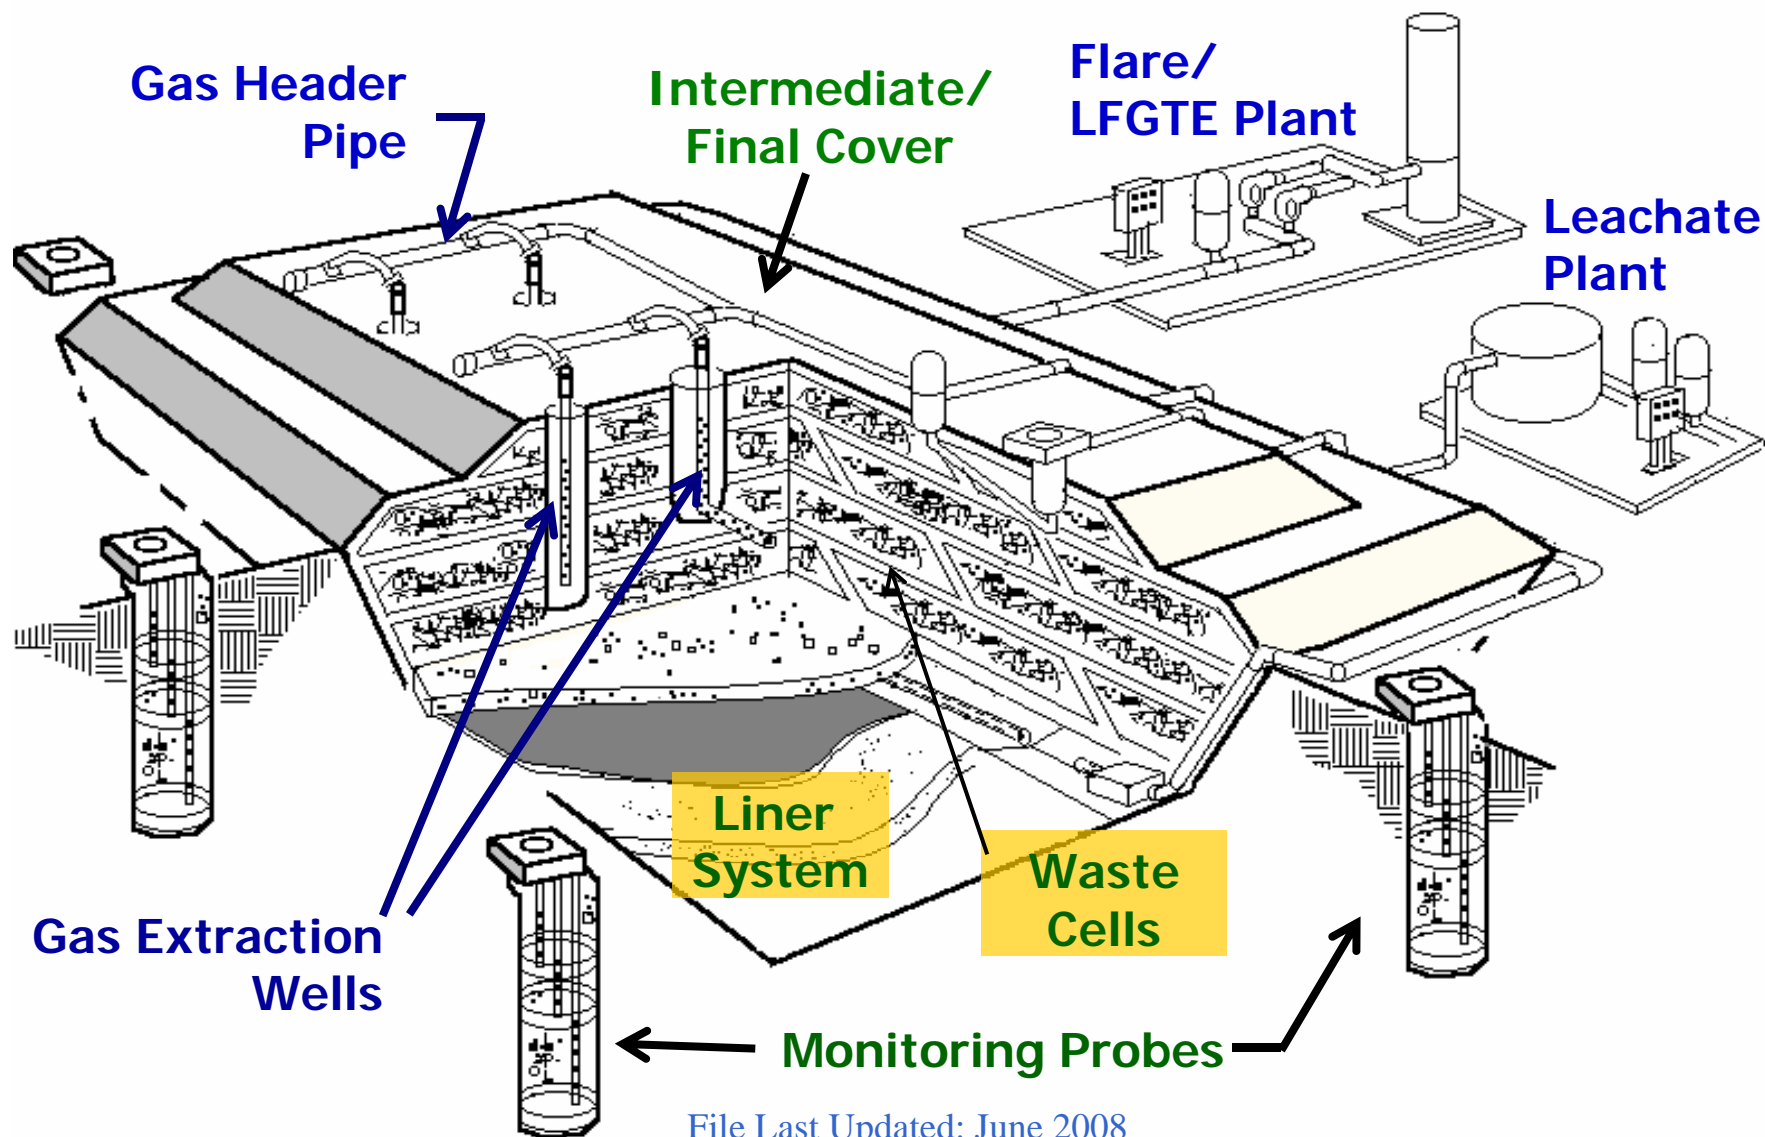 Gas Header
Pipe
Intermediate/
Final Cover
Flare/
LFGTE Plant
Leachate
Plant
Liner
System
Waste
Cells
Gas Extraction
Wells
Monitoring Probes
File Last Updated: June 2008